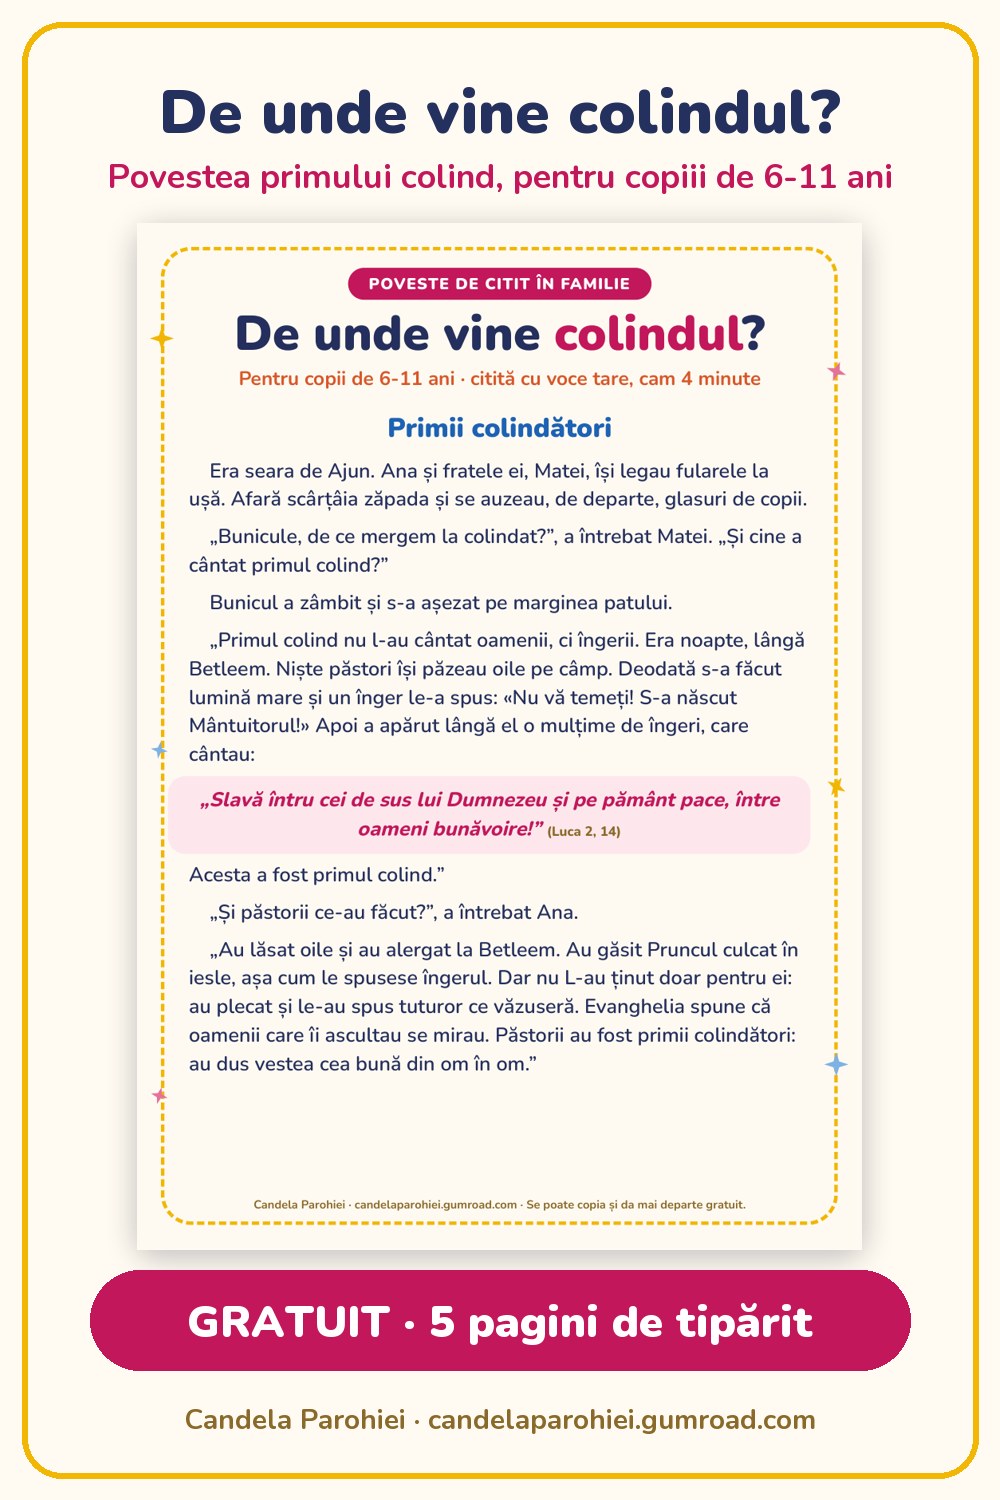 De unde vine colindul?
Povestea primului colind, pentru copiii de 6-11 ani
POVESTE DE CITIT ÎN FAMILIE
De unde vine colindul?
Pentru copii de 6-11 ani · citită cu voce tare, cam 4 minute
Primii colindători
Era seara de Ajun. Ana și fratele ei, Matei, își legau fularele la
ușă. Afară scârțâia zăpada și se auzeau, de departe, glasuri de copii.
„Bunicule, de ce mergem la colindat?”, a întrebat Matei. „Și cine a
cântat primul colind?”
Bunicul a zâmbit și s-a așezat pe marginea patului.
„Primul colind nu l-au cântat oamenii, ci îngerii. Era noapte, lângă
Betleem. Niște păstori își păzeau oile pe câmp. Deodată s-a făcut
lumină mare și un înger le-a spus: «Nu vă temeți! S-a născut
Mântuitorul!» Apoi a apărut lângă el o mulțime de îngeri, care
cântau:
„Slavă întru cei de sus lui Dumnezeu și pe pământ pace, între
oameni bunăvoire!” (Luca 2, 14)
Acesta a fost primul colind.”
„Și păstorii ce-au făcut?”, a întrebat Ana.
„Au lăsat oile și au alergat la Betleem. Au găsit Pruncul culcat în
iesle, așa cum le spusese îngerul. Dar nu L-au ținut doar pentru ei:
au plecat și le-au spus tuturor ce văzuseră. Evanghelia spune că
oamenii care îi ascultau se mirau. Păstorii au fost primii colindători:
au dus vestea cea bună din om în om.”
Candela Parohiei · candelaparohiei.gumroad.com · Se poate copia și da mai departe gratuit.
GRATUIT · 5 pagini de tipărit
Candela Parohiei · candelaparohiei.gumroad.com